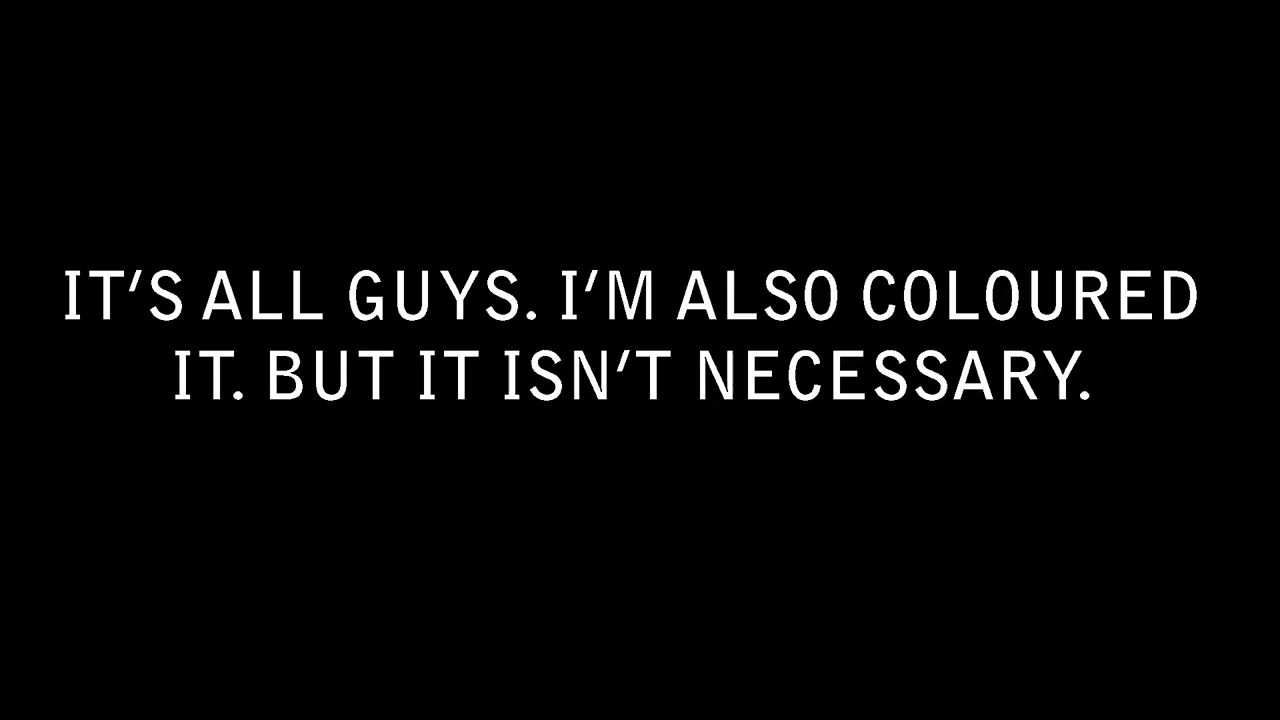 IT'S ALL GUYS. I'M ALSO COLOURED
IT. BUT IT ISN'T NECESSARY.